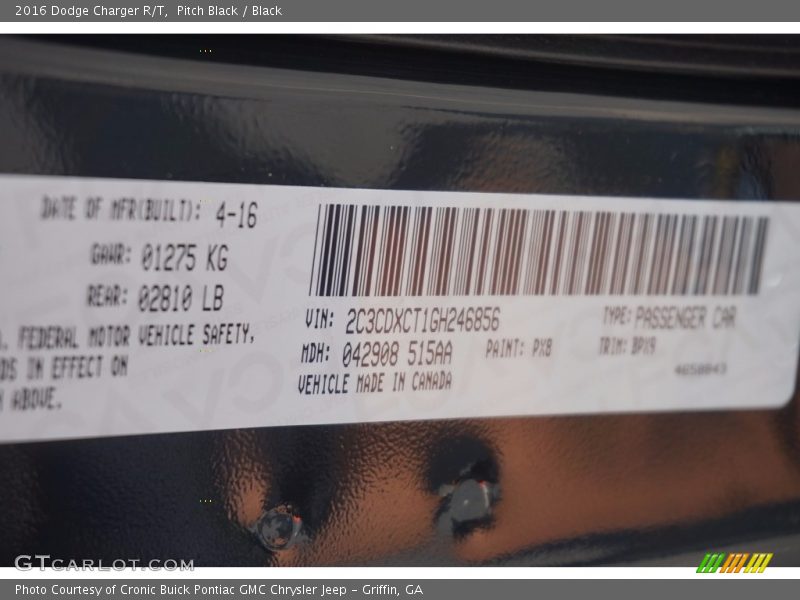 2016 Dodge Charger R/T, Pitch Black / Black
DATE OF MFR(BUILT): 4-16
GAWR: 01275 KG
REAR: 02810 LB
. FEDERAL MOTOR VEHICLE SAFETY,
DS IN EFFECT ON
ABOVE.
VIN: 2C3CDXCT1GH246856
TYPE: PASSENGER CAR
MDH: 042908 515AA
PAINT: PX8
TRIM: BPX9
VEHICLE MADE IN CANADA
4658843
GTCARLOT.COM
Photo Courtesy of Cronic Buick Pontiac GMC Chrysler Jeep - Griffin, GA